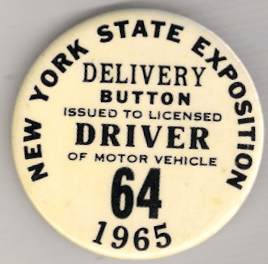 NEW YORK STATE EXPOSITION
DELIVERY
BUTTON
ISSUED TO LICENSED
DRIVER
OF MOTOR VEHICLE
64
1965